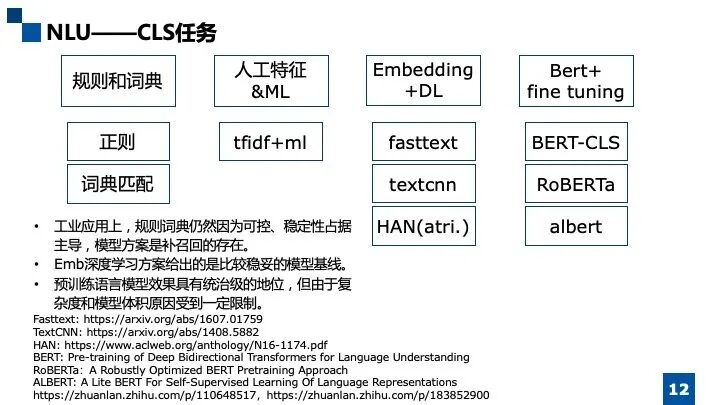 NLU——CLS任务
规则和词典
人工特征
&ML
Embedding
+DL
Bert+
fine tuning
正则
tfidf+ml
fasttext
BERT-CLS
词典匹配
textcnn
RoBERTa
HAN(atri.)
albert
• 工业应用上，规则词典仍然因为可控、稳定性占据
主导，模型方案是补召回的存在。
• Emb深度学习方案给出的是比较稳妥的模型基线。
• 预训练语言模型效果具有统治级的地位，但由于复
杂度和模型体积原因受到一定限制。
Fasttext: https://arxiv.org/abs/1607.01759
TextCNN: https://arxiv.org/abs/1408.5882
HAN: https://www.aclweb.org/anthology/N16-1174.pdf
BERT: Pre-training of Deep Bidirectional Transformers for Language Understanding
RoBERTa: A Robustly Optimized BERT Pretraining Approach
ALBERT: A Lite BERT For Self-Supervised Learning Of Language Representations
https://zhuanlan.zhihu.com/p/110648517，https://zhuanlan.zhihu.com/p/183852900
12